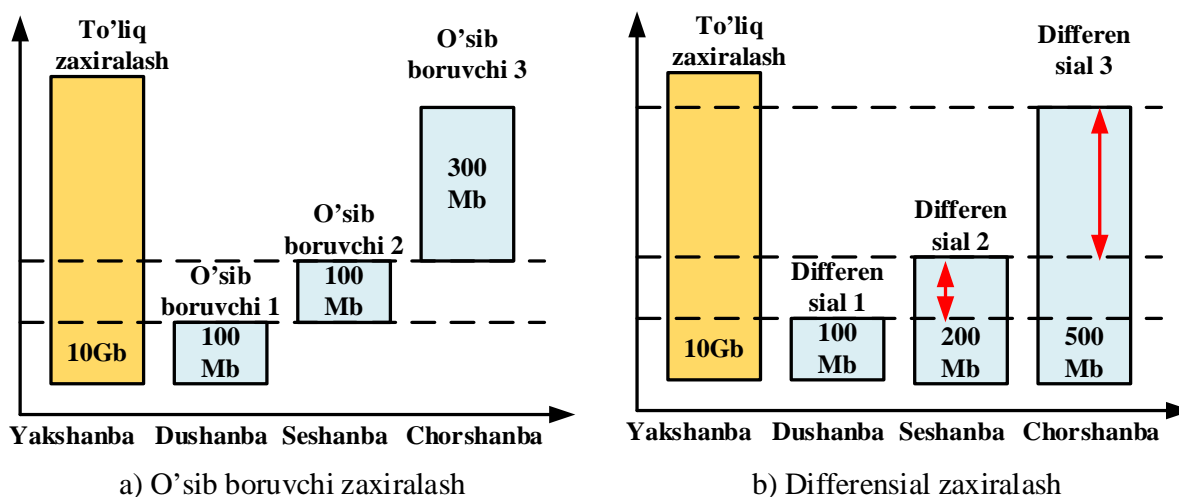 To’liq
zaxiralash
O’sib
boruvchi 3
300
Mb
O’sib
boruvchi 2
100
Mb
O’sib
boruvchi 1
100
Mb
10Gb
Yakshanba Dushanba Seshanba Chorshanba
a) O’sib boruvchi zaxiralash
To’liq
zaxiralash
Differen
sial 3
Differen
sial 2
Differen
sial 1
10Gb
100
Mb
200
Mb
500
Mb
Yakshanba Dushanba Seshanba Chorshanba
b) Differensial zaxiralash